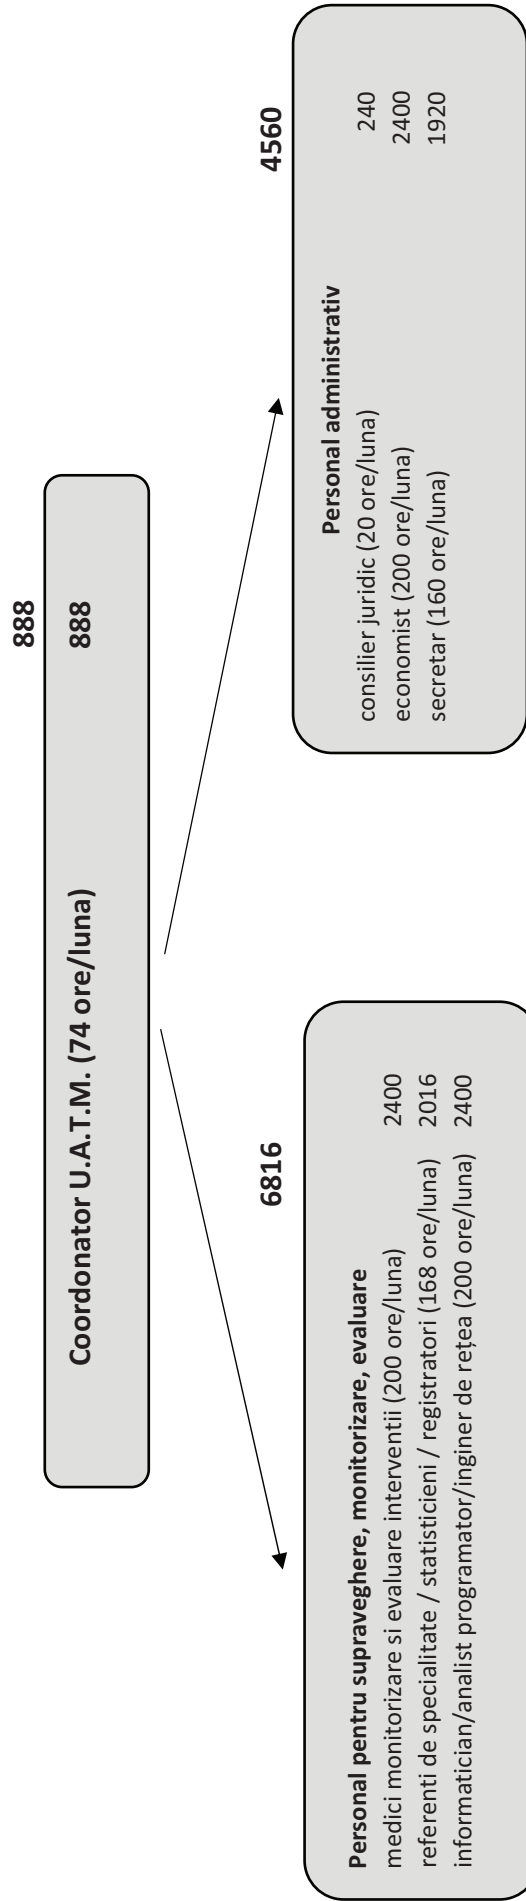 888
Coordonator U.A.T.M. (74 ore/luna) 888
6816
Personal pentru supraveghere, monitorizare, evaluare
medici monitorizare si evaluare interventii (200 ore/luna) 2400
referenti de specialitate / statisticieni / registratori (168 ore/luna) 2016
informatician/analist programator/inginer de rețea (200 ore/luna) 2400
4560
Personal administrativ
consilier juridic (20 ore/luna) 240
economist (200 ore/luna) 2400
secretar (160 ore/luna) 1920